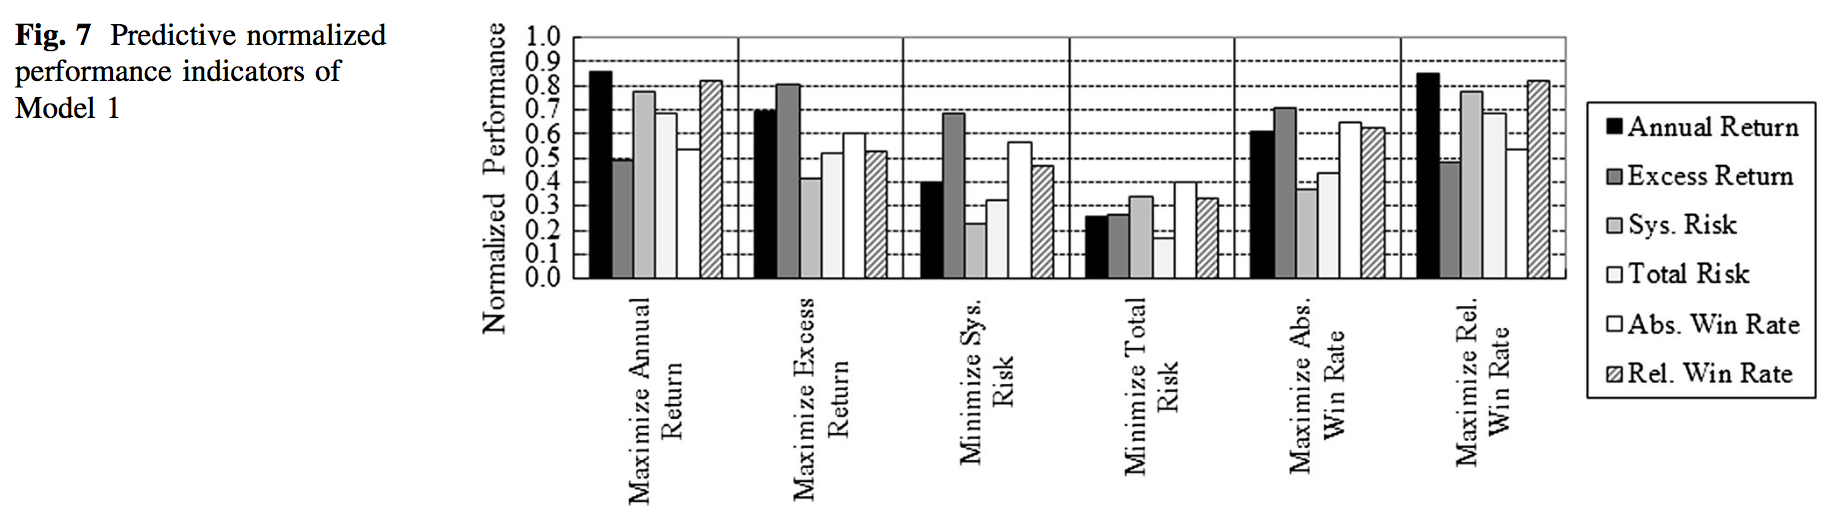 Fig. 7 Predictive normalized
performance indicators of
Model 1
Normalized Performance
1.0
0.9
0.8
0.7
0.6
0.5
0.4
0.3
0.2
0.1
0.0
Maximize Annual
Return
Maximize Excess
Return
Minimize Sys.
Risk
Minimize Total
Risk
Maximize Abs.
Win Rate
Maximize Rel.
Win Rate
Annual Return
Excess Return
Sys. Risk
Total Risk
Abs. Win Rate
Rel. Win Rate